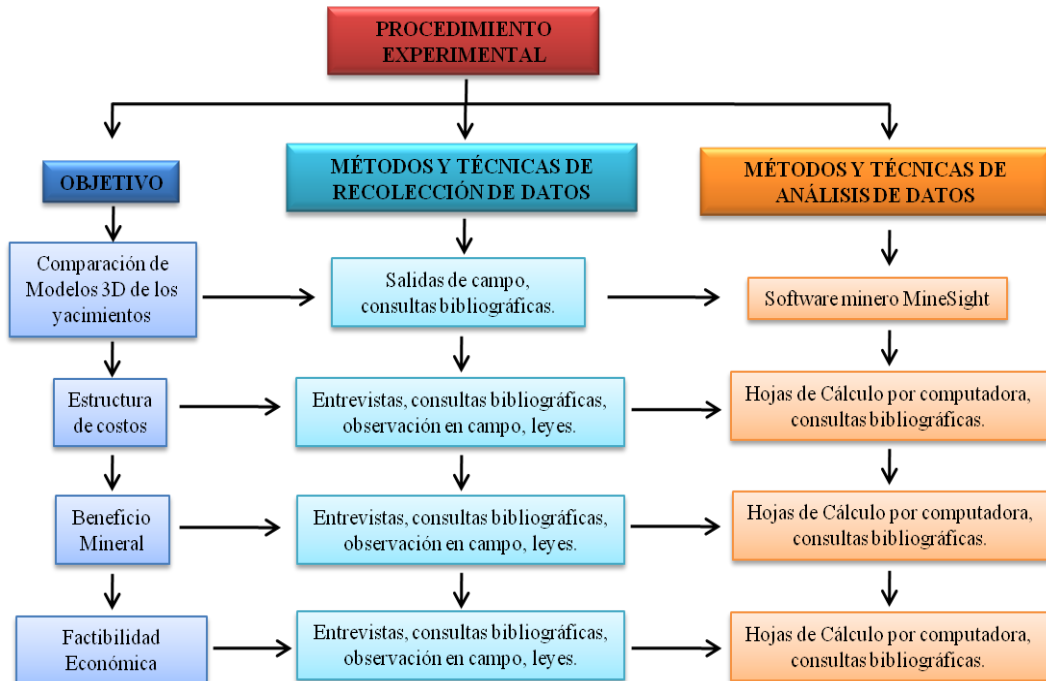 PROCEDIMIENTO
EXPERIMENTAL
OBJETIVO
MÉTODOS Y TÉCNICAS DE
RECOLECCIÓN DE DATOS
MÉTODOS Y TÉCNICAS DE
ANÁLISIS DE DATOS
Comparación de
Modelos 3D de los
yacimientos
Salidas de campo,
consultas bibliográficas.
Software minero MineSight
Estructura
de costos
Entrevistas, consultas bibliográficas,
observación en campo, leyes.
Hojas de Cálculo por computadora,
consultas bibliográficas.
Beneficio
Mineral
Entrevistas, consultas bibliográficas,
observación en campo, leyes.
Hojas de Cálculo por computadora,
consultas bibliográficas.
Factibilidad
Económica
Entrevistas, consultas bibliográficas,
observación en campo, leyes.
Hojas de Cálculo por computadora,
consultas bibliográficas.